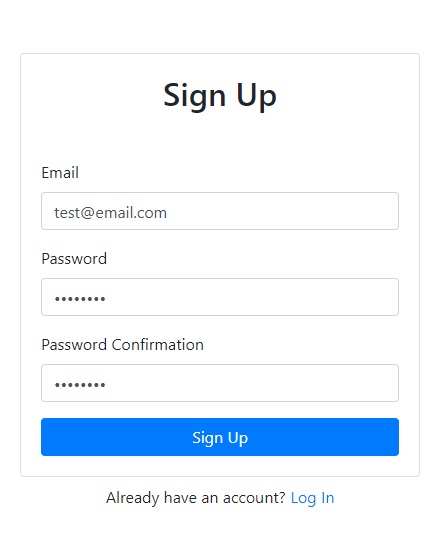 Sign Up
Email
test@email.com
Password
••••••••
Password Confirmation
••••••••
Sign Up
Already have an account? Log In